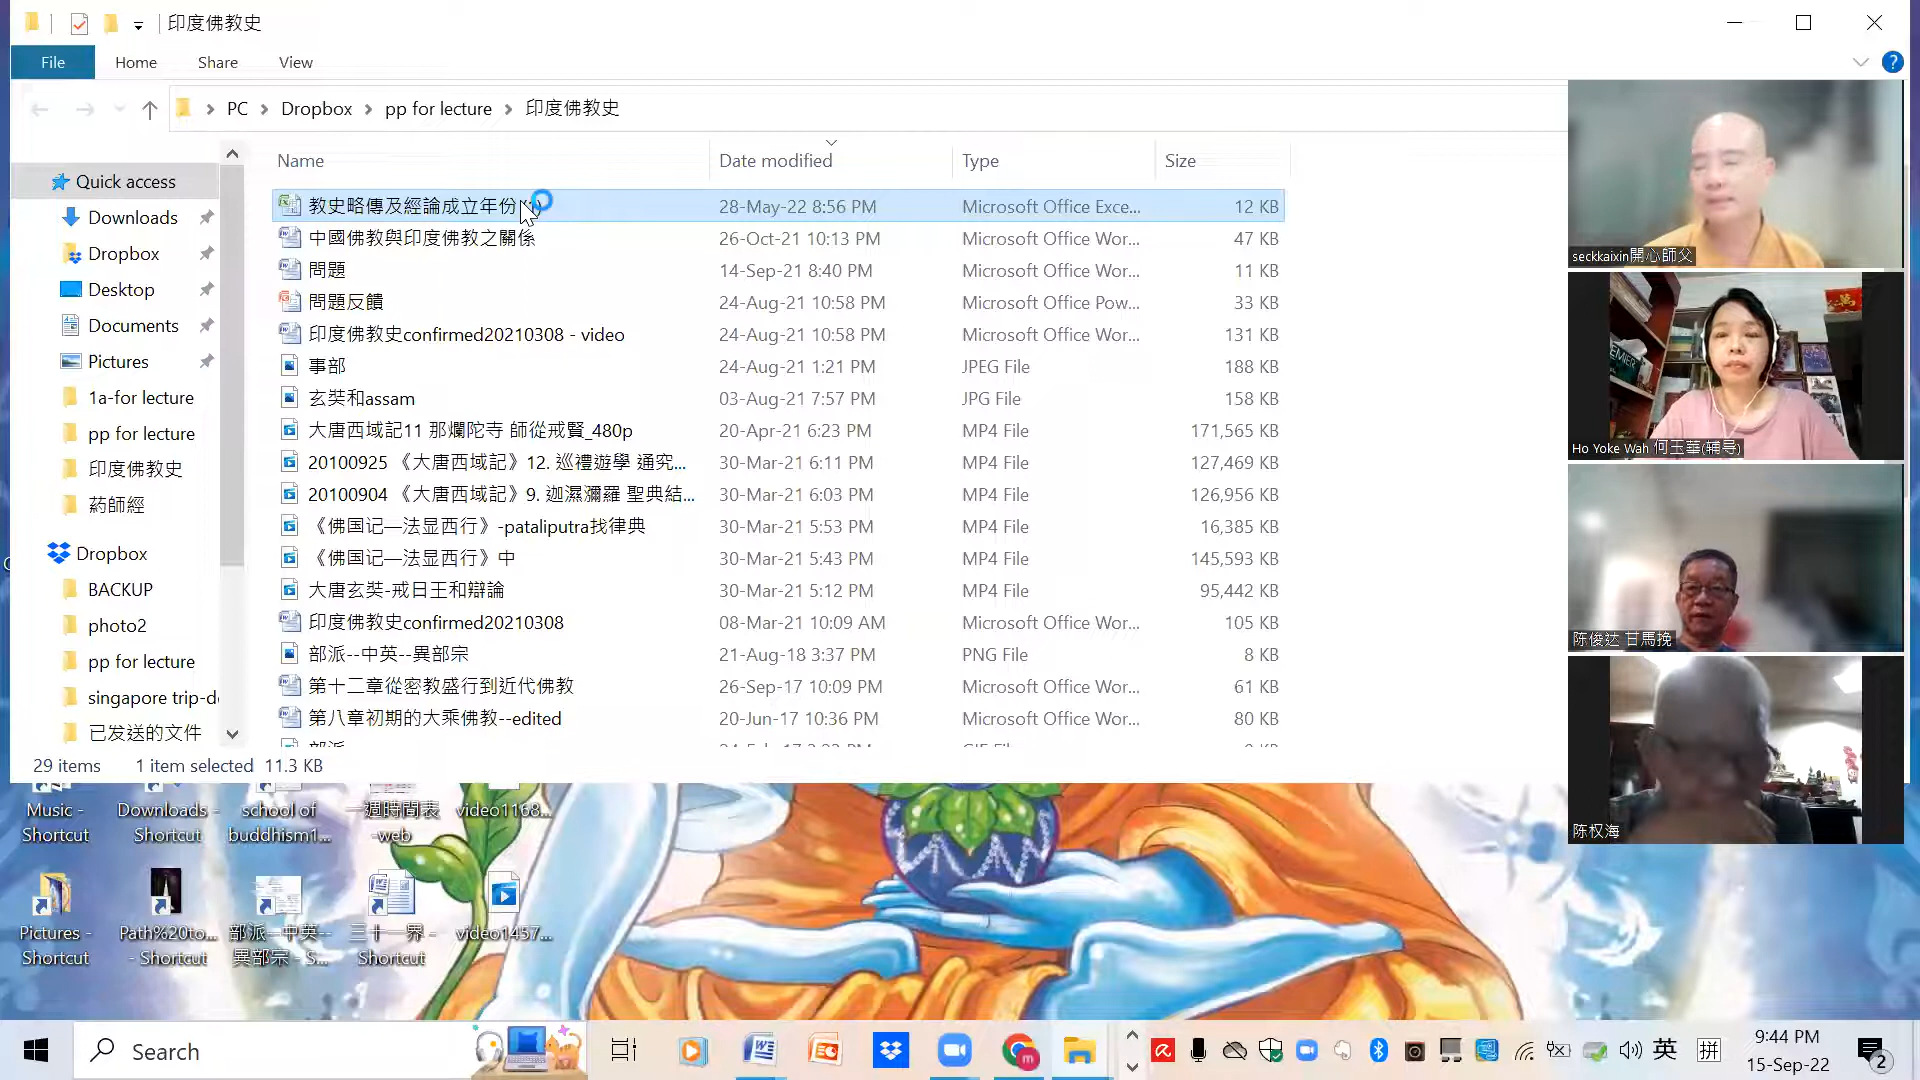 印度佛教史
File Home Share View
PC > Dropbox > pp for lecture > 印度佛教史
Name Date modified Type Size
Quick access
Downloads
Dropbox
Desktop
Documents
Pictures
1a-for lecture
pp for lecture
印度佛教史
葯師經
Dropbox
BACKUP
photo2
pp for lecture
singapore trip-de
已发送的文件
教史略傳及經論成立年份 28-May-22 8:56 PM Microsoft Office Exce... 12 KB
中國佛教與印度佛教之關係 26-Oct-21 10:13 PM Microsoft Office Wor... 47 KB
問題 14-Sep-21 8:40 PM Microsoft Office Wor... 11 KB
問題反饋 24-Aug-21 10:58 PM Microsoft Office Pow... 33 KB
印度佛教史confirmed20210308 - video 24-Aug-21 10:58 PM Microsoft Office Wor... 131 KB
事部 24-Aug-21 1:21 PM JPEG File 188 KB
玄裝和assam 03-Aug-21 7:57 PM JPG File 158 KB
大唐西域記11 那爛陀寺 師從戒賢_480p 20-Apr-21 6:23 PM MP4 File 171,565 KB
20100925 《大唐西域記》12. 巡禮遊學 通究... 30-Mar-21 6:11 PM MP4 File 127,469 KB
20100904 《大唐西域記》9. 迦濕彌羅 聖典結... 30-Mar-21 6:03 PM MP4 File 126,956 KB
《佛国记—法显西行》-pataliputra找律典 30-Mar-21 5:53 PM MP4 File 16,385 KB
《佛国记—法显西行》中 30-Mar-21 5:43 PM MP4 File 145,593 KB
大唐玄裝-戒日王和辯論 30-Mar-21 5:12 PM MP4 File 95,442 KB
印度佛教史confirmed20210308 08-Mar-21 10:09 AM Microsoft Office Wor... 105 KB
部派--中英--異部宗 21-Aug-18 3:37 PM PNG File 8 KB
第十二章從密教盛行到近代佛教 26-Sep-17 10:09 PM Microsoft Office Wor... 61 KB
第八章初期的大乘佛教--edited 20-Jun-17 10:36 PM Microsoft Office Wor... 80 KB
29 items 1 item selected 11.3 KB
seckkaixin開心師父
PREMIER
Ho Yoke Wah 何玉華(辅导)
陈俊达 甘馬挽
陈权海
Music - Shortcut
Downloads - Shortcut
school of buddhism1...
一週時間表 -web
video1168...
Pictures - Shortcut
Path%20to... - Shortcut
部派--中英--異部宗 - S...
三十一界 - Shortcut
video1457...
Search
英 拼
9:44 PM
15-Sep-22
2